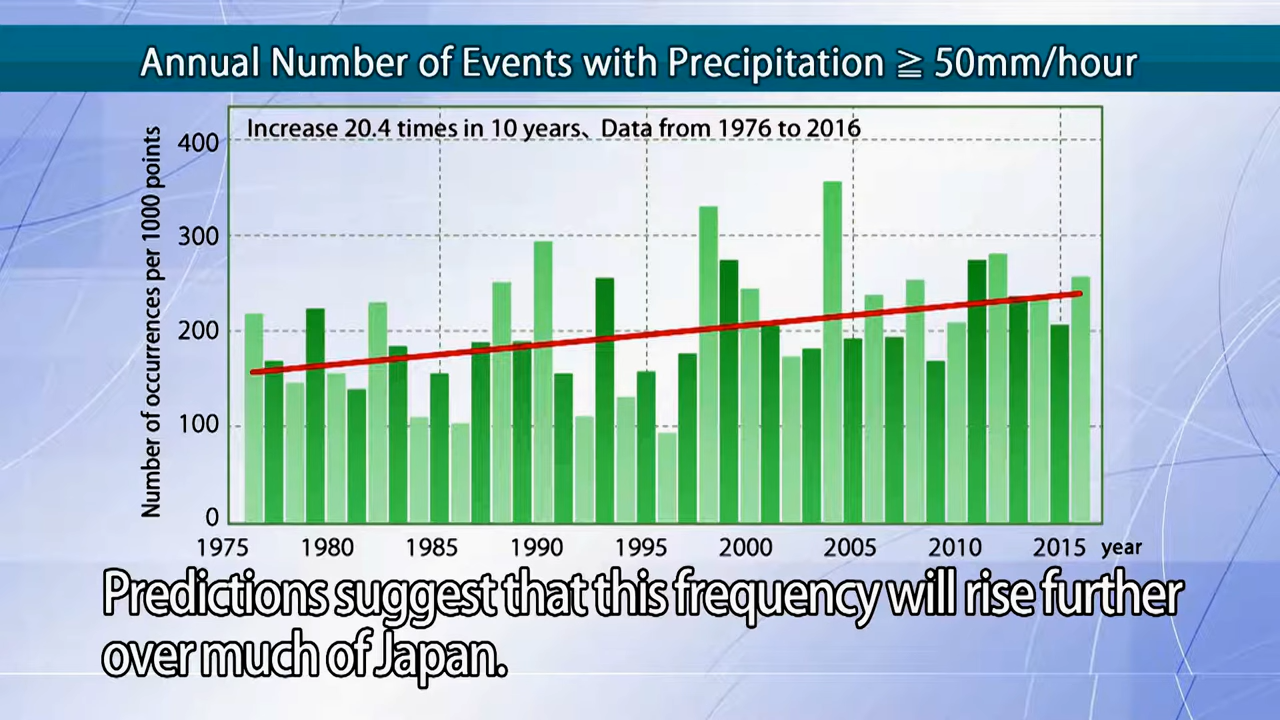 Annual Number of Events with Precipitation ≧ 50mm/hour
Increase 20.4 times in 10 years、Data from 1976 to 2016
Number of occurrences per 1000 points
400
300
200
100
0
1975 1980 1985 1990 1995 2000 2005 2010 2015 year
Predictions suggest that this frequency will rise further
over much of Japan.